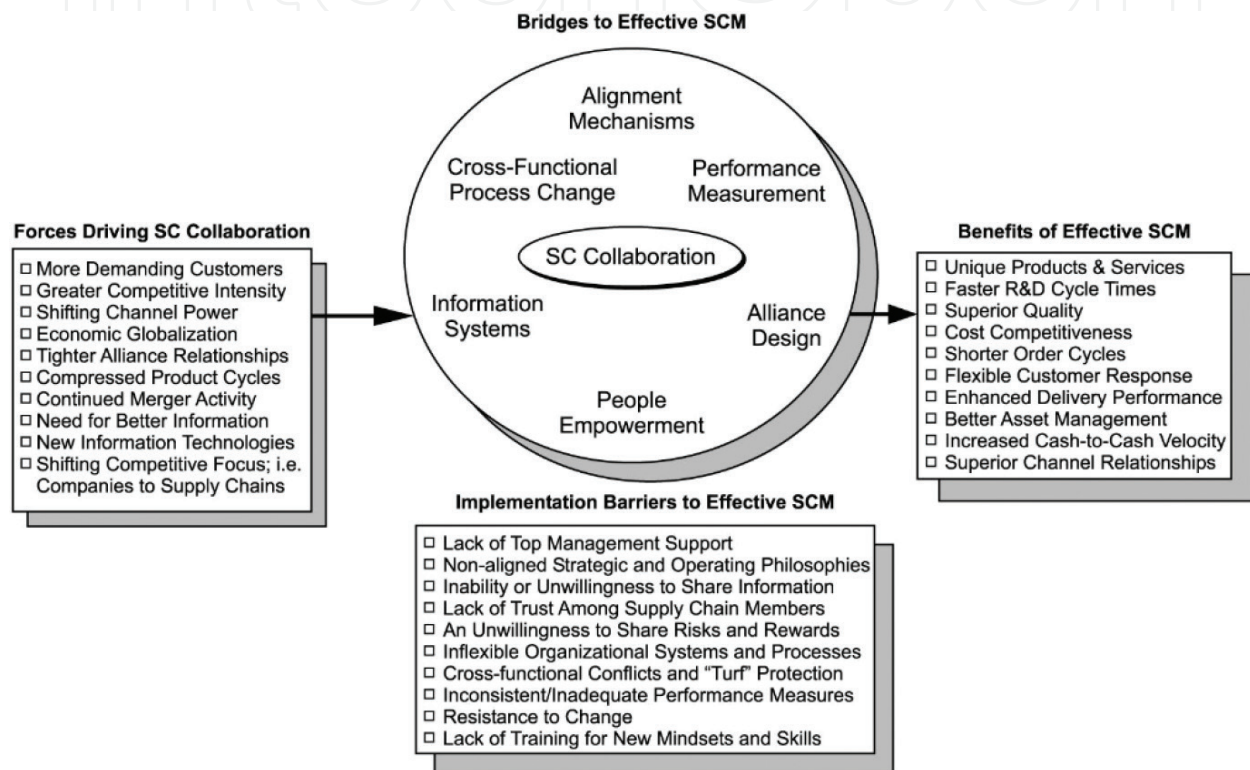 Bridges to Effective SCM
Alignment
Mechanisms
Cross-Functional
Process Change
Performance
Measurement
SC Collaboration
Information
Systems
Alliance
Design
People
Empowerment
Forces Driving SC Collaboration
More Demanding Customers
Greater Competitive Intensity
Shifting Channel Power
Economic Globalization
Tighter Alliance Relationships
Compressed Product Cycles
Continued Merger Activity
Need for Better Information
New Information Technologies
Shifting Competitive Focus; i.e.
Companies to Supply Chains
Benefits of Effective SCM
Unique Products & Services
Faster R&D Cycle Times
Superior Quality
Cost Competitiveness
Shorter Order Cycles
Flexible Customer Response
Enhanced Delivery Performance
Better Asset Management
Increased Cash-to-Cash Velocity
Superior Channel Relationships
Implementation Barriers to Effective SCM
Lack of Top Management Support
Non-aligned Strategic and Operating Philosophies
Inability or Unwillingness to Share Information
Lack of Trust Among Supply Chain Members
An Unwillingness to Share Risks and Rewards
Inflexible Organizational Systems and Processes
Cross-functional Conflicts and “Turf” Protection
Inconsistent/Inadequate Performance Measures
Resistance to Change
Lack of Training for New Mindsets and Skills